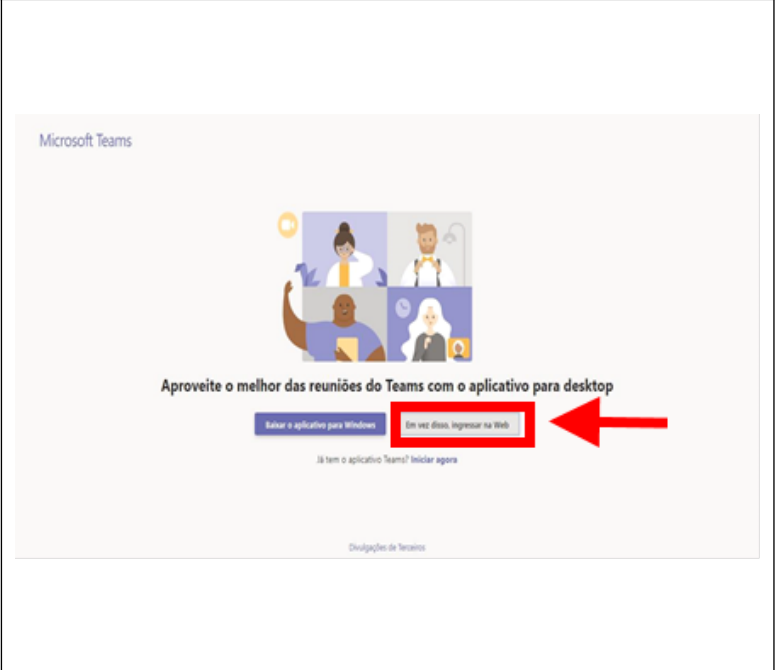 Microsoft Teams
Aproveite o melhor das reuniões do Teams com o aplicativo para desktop
Baixar o aplicativo para Windows
Em vez disso, ingressar na Web
Já tem o aplicativo Teams? Iniciar agora
Divulgações de Terceiros